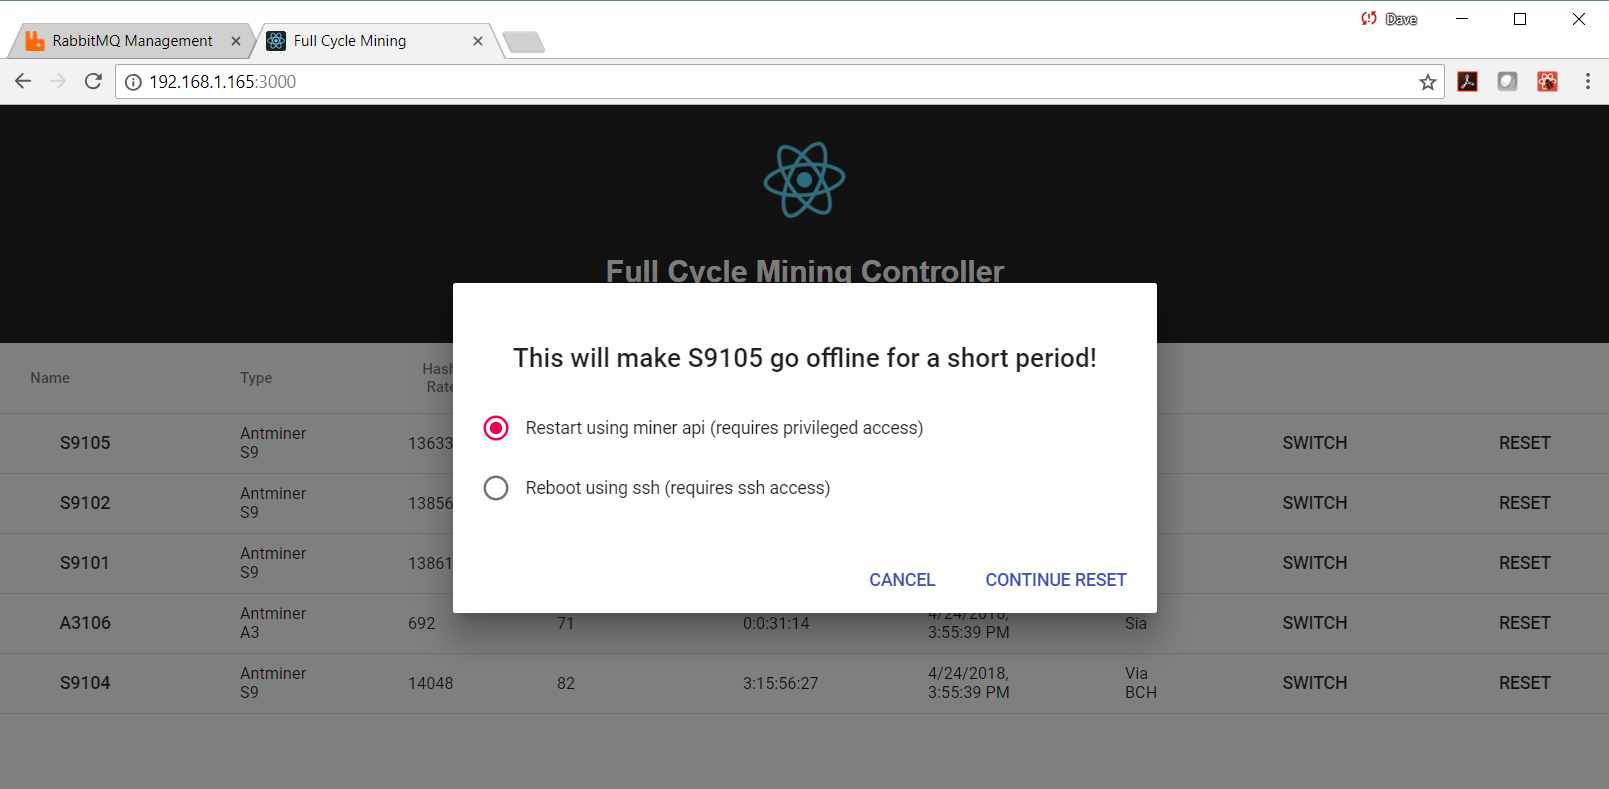 Dave
RabbitMQ Management
Full Cycle Mining
192.168.1.165:3000
Full Cycle Mining Controller
This will make S9105 go offline for a short period!
Restart using miner api (requires privileged access)
Reboot using ssh (requires ssh access)
CANCEL CONTINUE RESET
Name Type Hash
Rate
S9105 Antminer
S9 13633 SWITCH RESET
S9102 Antminer
S9 13856 SWITCH RESET
S9101 Antminer
S9 13861 SWITCH RESET
A3106 Antminer
A3 692 71 0:0:31:14 4/24/2018,
3:55:39 PM Sia SWITCH RESET
S9104 Antminer
S9 14048 82 3:15:56:27 4/24/2018,
3:55:39 PM Via
BCH SWITCH RESET